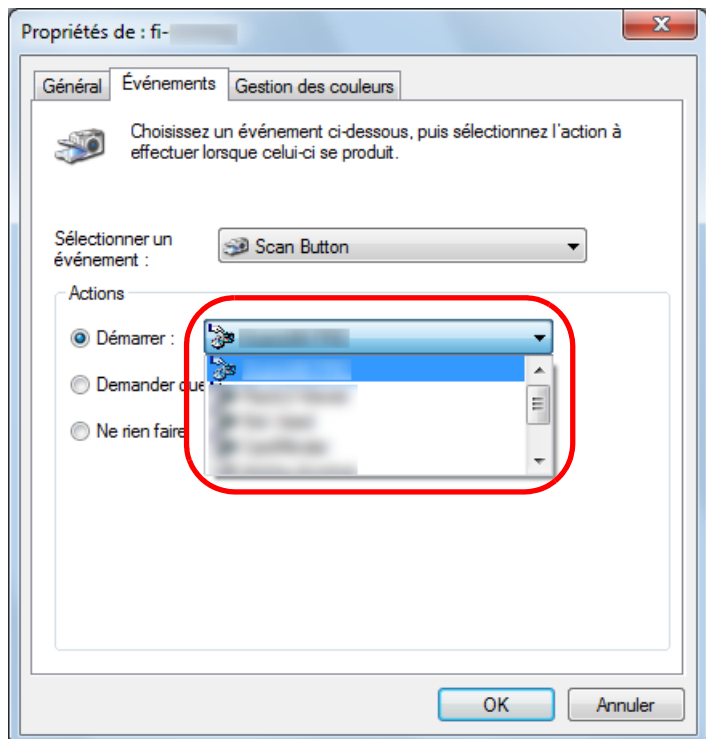 Propriétés de : fi-
Général Événements Gestion des couleurs
Choisissez un événement ci-dessous, puis sélectionnez l'action à
effectuer lorsque celui-ci se produit.
Sélectionner un
événement :
Scan Button
Actions
Démarrer :
Demander
Ne rien faire
OK Annuler